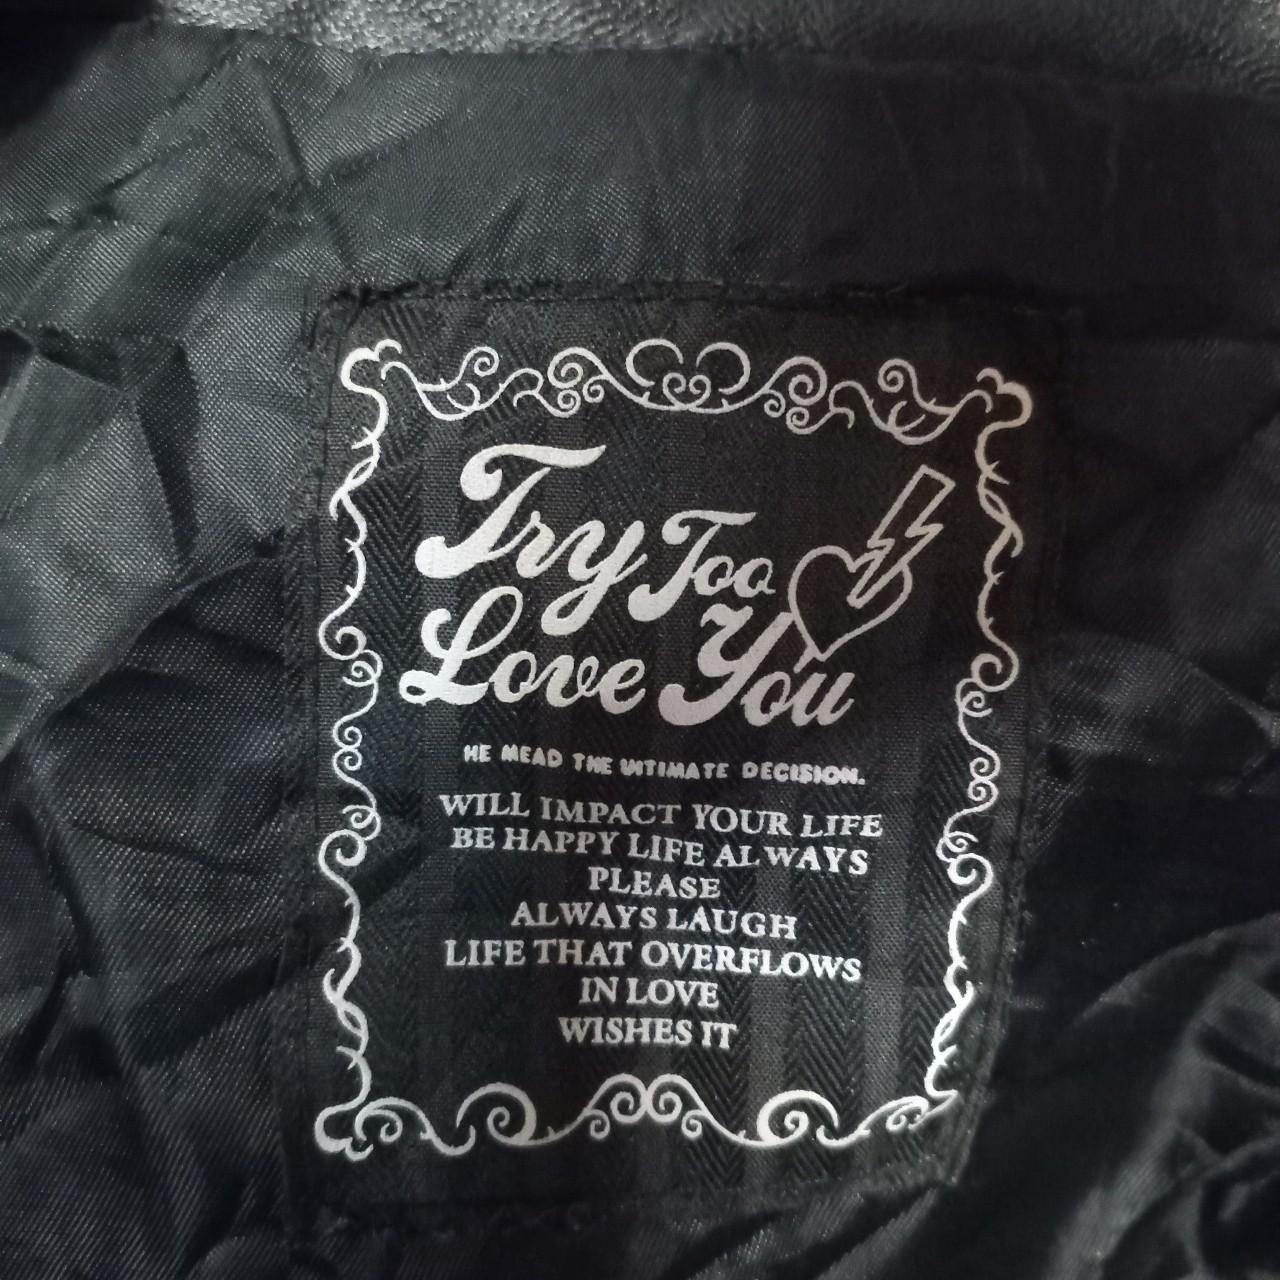 Try Too
Love You
HE MEAD THE UITIMATE DECISION.
WILL IMPACT YOUR LIFE
BE HAPPY LIFE ALWAYS
PLEASE
ALWAYS LAUGH
LIFE THAT OVERFLOWS
IN LOVE
WISHES IT